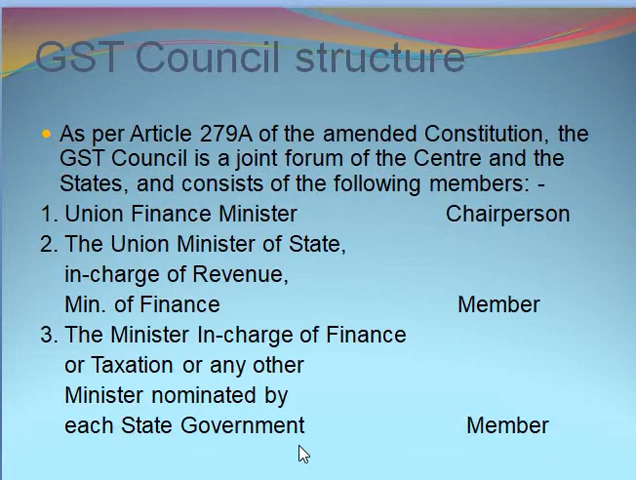 GST Council structure
As per Article 279A of the amended Constitution, the
GST Council is a joint forum of the Centre and the
States, and consists of the following members: -
1. Union Finance Minister Chairperson
2. The Union Minister of State,
in-charge of Revenue,
Min. of Finance Member
3. The Minister In-charge of Finance
or Taxation or any other
Minister nominated by
each State Government Member